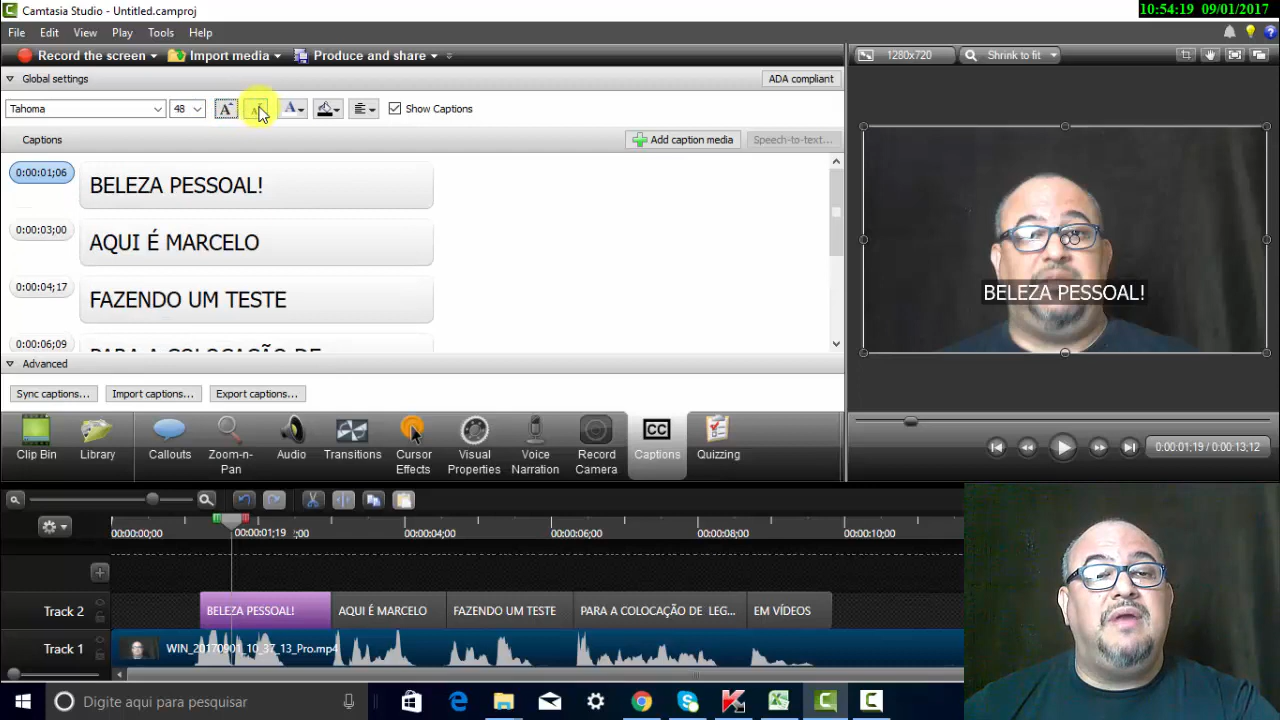 Camtasia Studio - Untitled.camproj
10:54:19 09/01/2017
File Edit View Play Tools Help
Record the screen Import media Produce and share
1280x720 Shrink to fit
Global settings
ADA compliant
Tahoma 48 Show Captions
Captions
Add caption media Speech-to-text...
0:00:01;06 BELEZA PESSOAL!
0:00:03;00 AQUI É MARCELO
0:00:04;17 FAZENDO UM TESTE
0:00:06;09 PARA A COLOCAÇÃO DE
BELEZA PESSOAL!
Advanced
Sync captions... Import captions... Export captions...
CC
Clip Bin Library Callouts Zoom-n-Pan Audio Transitions Cursor Effects Visual Properties Voice Narration Record Camera Captions Quizzing
0:00:01;19 / 0:00:13;12
00:00:00;00 00:00:01;19 ;00 00:00:04;00 00:00:06;00 00:00:08;00 00:00:10;00
Track 2 BELEZA PESSOAL! AQUI É MARCELO FAZENDO UM TESTE PARA A COLOCAÇÃO DE LEG... EM VÍDEOS
Track 1 WIN_20170901_10_37_13_Pro.mp4
Digite aqui para pesquisar